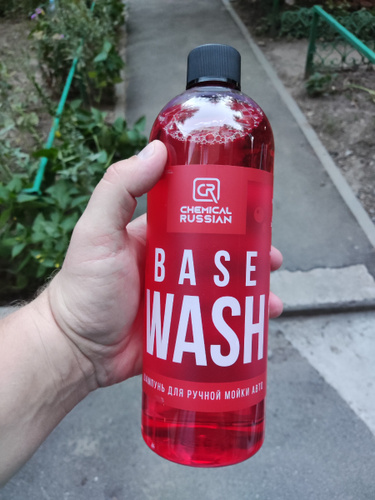 CR
CHEMICAL
RUSSIAN
BASE
WASH
ШАМПУНЬ ДЛЯ РУЧНОЙ МОЙКИ АВТО